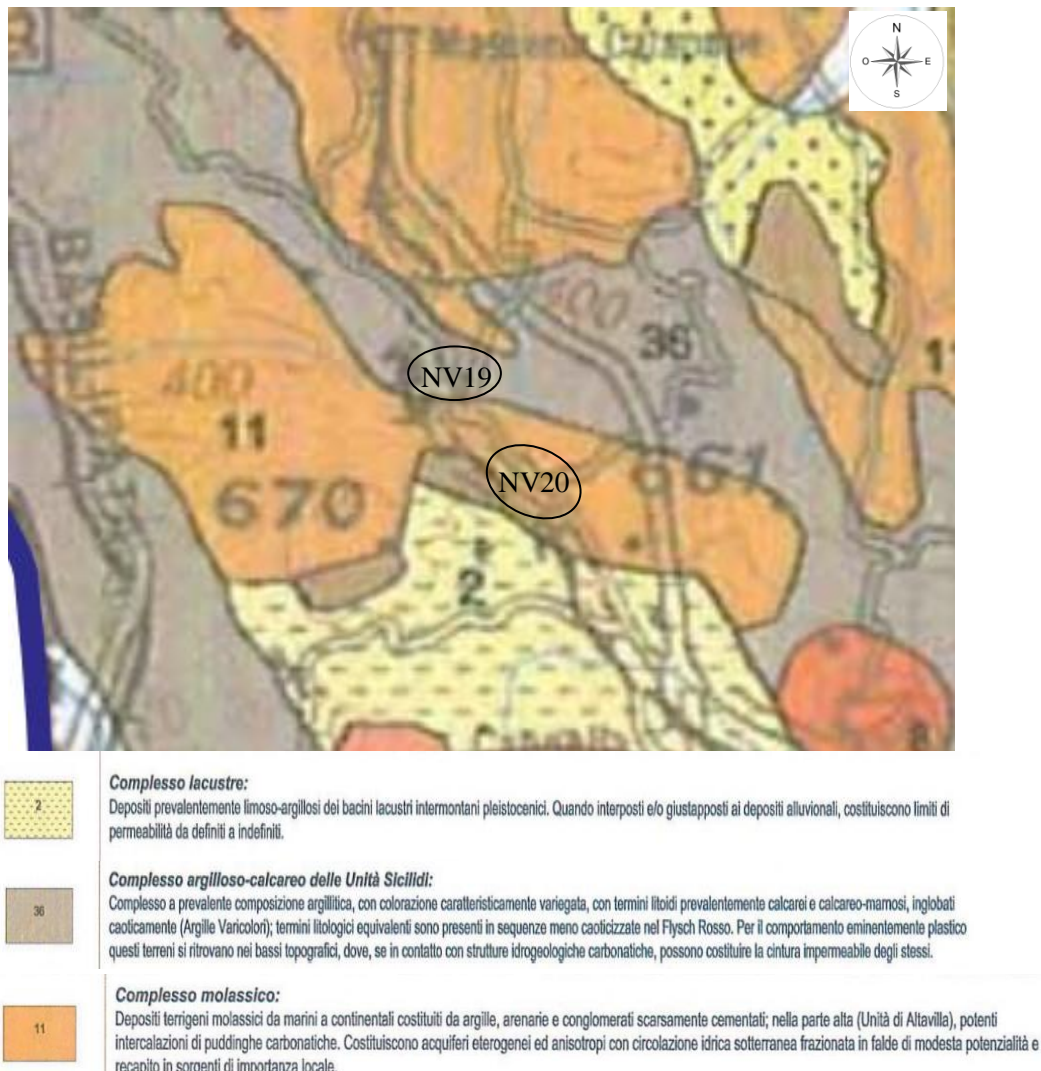 N
O E
S
400
36
NV19
400
11
11
670
NV20
661
2
8
2
Complesso lacustre:
Depositi prevalentemente limoso-argillosi dei bacini lacustri intermontani pleistocenici. Quando interposti e/o giustapposti ai depositi alluvionali, costituiscono limiti di
permeabilità da definiti a indefiniti.
36
Complesso argilloso-calcareo delle Unità Sicilidi:
Complesso a prevalente composizione argillitica, con colorazione caratteristicamente variegata, con termini litoidi prevalentemente calcarei e calcareo-marnosi, inglobati
caoticamente (Argille Varicolori); termini litologici equivalenti sono presenti in sequenze meno caoticizzate nel Flysch Rosso. Per il comportamento eminentemente plastico
questi terreni si ritrovano nei bassi topografici, dove, se in contatto con strutture idrogeologiche carbonatiche, possono costituire la cintura impermeabile degli stessi.
11
Complesso molassico:
Depositi terrigeni molassici da marini a continentali costituiti da argille, arenarie e conglomerati scarsamente cementati; nella parte alta (Unità di Altavilla), potenti
intercalazioni di puddinghe carbonatiche. Costituiscono acquiferi eterogenei ed anisotropi con circolazione idrica sotterranea frazionata in falde di modesta potenzialità e
recapito in sorgenti di importanza locale.